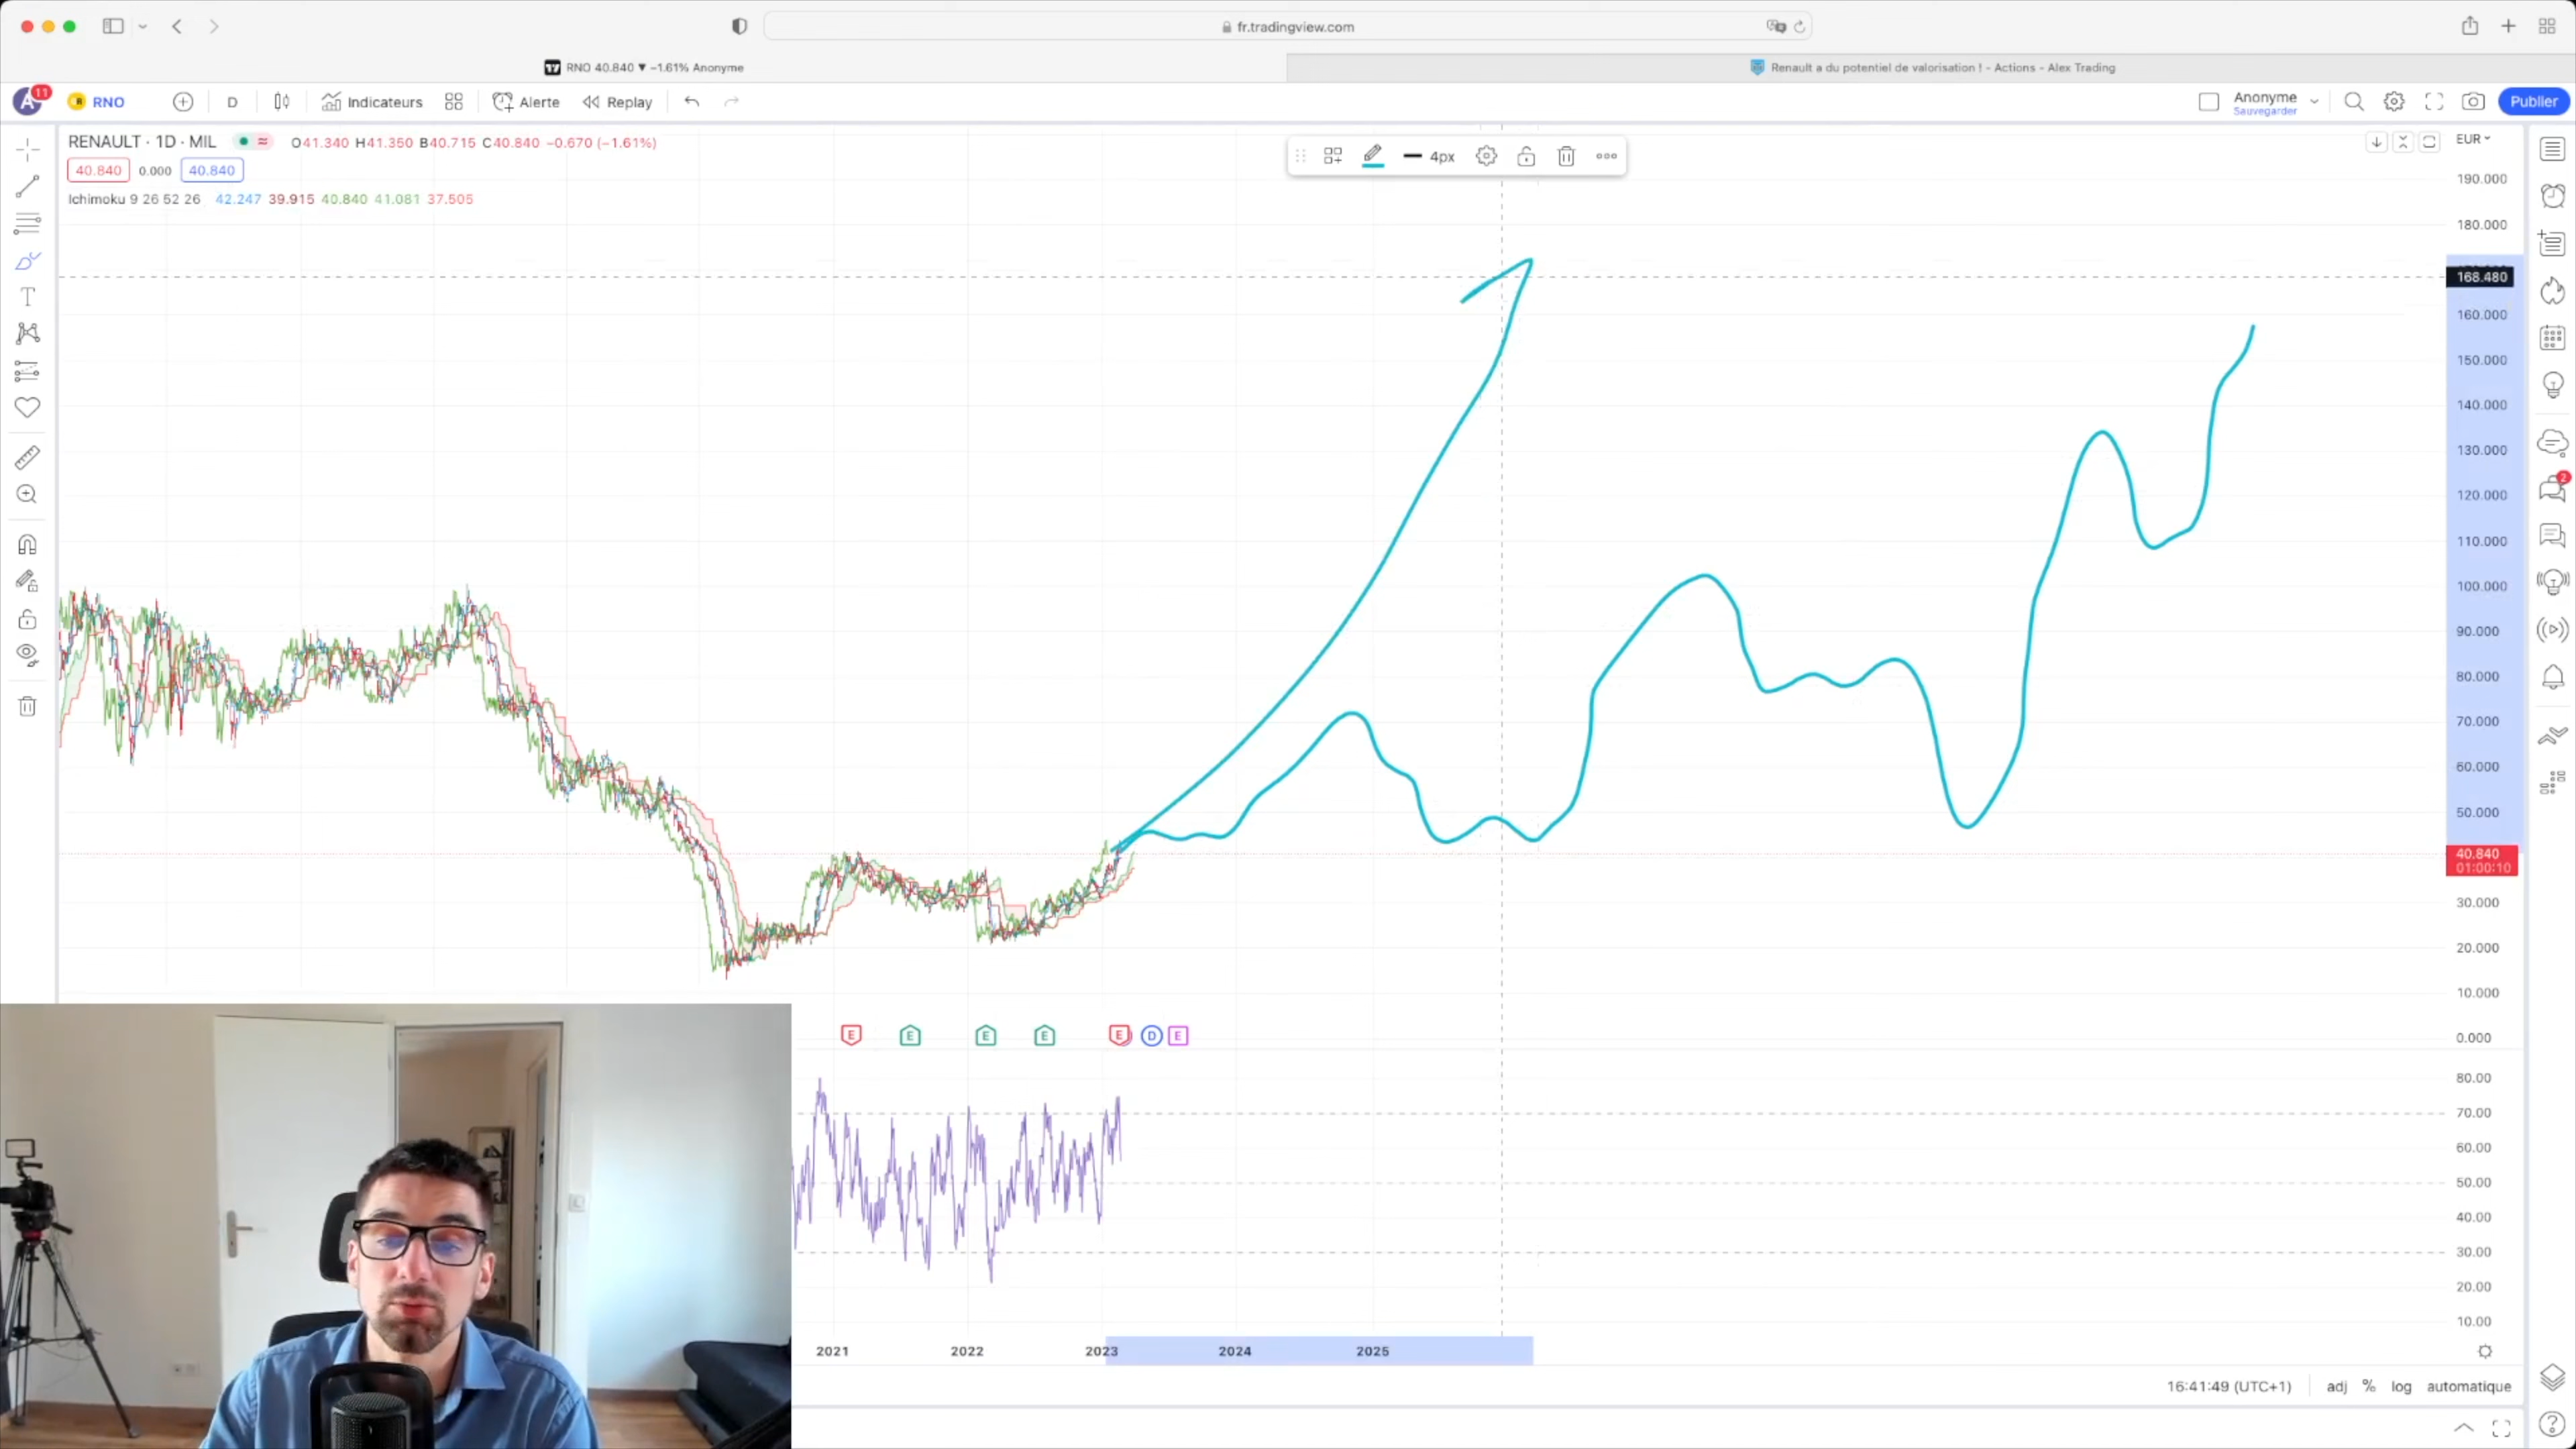 fr.tradingview.com
RNO 40.840 ▼ −1.61% Anonyme
Renault a du potentiel de valorisation ! - Actions - Alex Trading
A 11
RNO
D
Indicateurs
Alerte
Replay
Anonyme
Sauvegarder
Publier
RENAULT · 1D · MIL O41.340 H41.350 B40.715 C40.840 −0.670 (−1.61%)
40.840 0.000 40.840
Ichimoku 9 26 52 26 42.247 39.915 40.840 41.081 37.505
4px
EUR
190.000
180.000
168.480
160.000
150.000
140.000
130.000
120.000
110.000
100.000
90.000
80.000
70.000
60.000
50.000
40.840
01:00:10
30.000
20.000
10.000
0.000
T
2
E E E E E D E
80.00
70.00
60.00
50.00
40.00
30.00
20.00
10.00
2021 2022 2023 2024 2025
16:41:49 (UTC+1) adj % log automatique